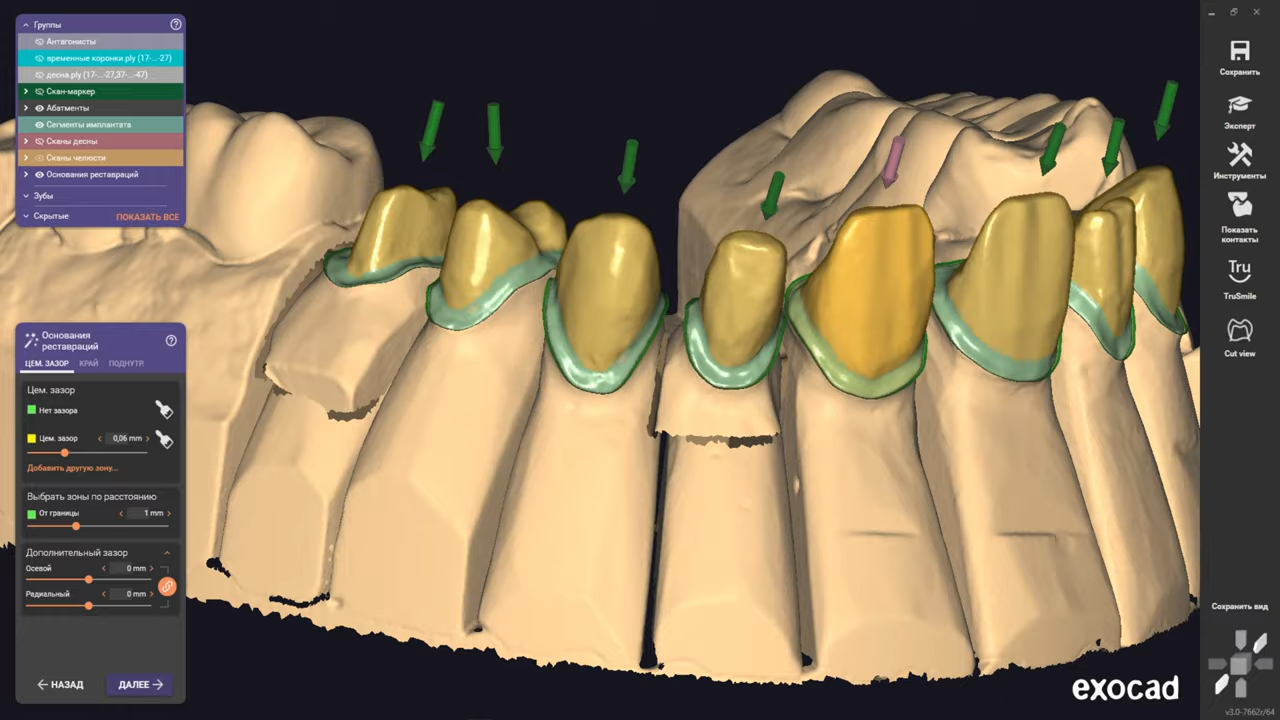 Группы
Антагонисты
временные коронки.ply (17-...-27)
десна.ply (17-...-27,37-...-47)
Скан-маркер
Абатменты
Сегменты имплантата
Сканы десны
Сканы челюсти
Основания реставраций
Зубы
Скрытые ПОКАЗАТЬ ВСЕ
Основания
реставраций
ЦЕМ. ЗАЗОР КРАЙ ПОДНУТР.
Цем. зазор
Нет зазора
Цем. зазор 0,06 mm
Добавить другую зону...
Выбрать зоны по расстоянию
От границы 1 mm
Дополнительный зазор
Осевой 0 mm
Радиальный 0 mm
НАЗАД ДАЛЕЕ
Сохранить
Эксперт
Инструменты
Показать
контакты
Tru
TruSmile
Cut view
Сохранить вид
exocad
v3.0-7662r/64